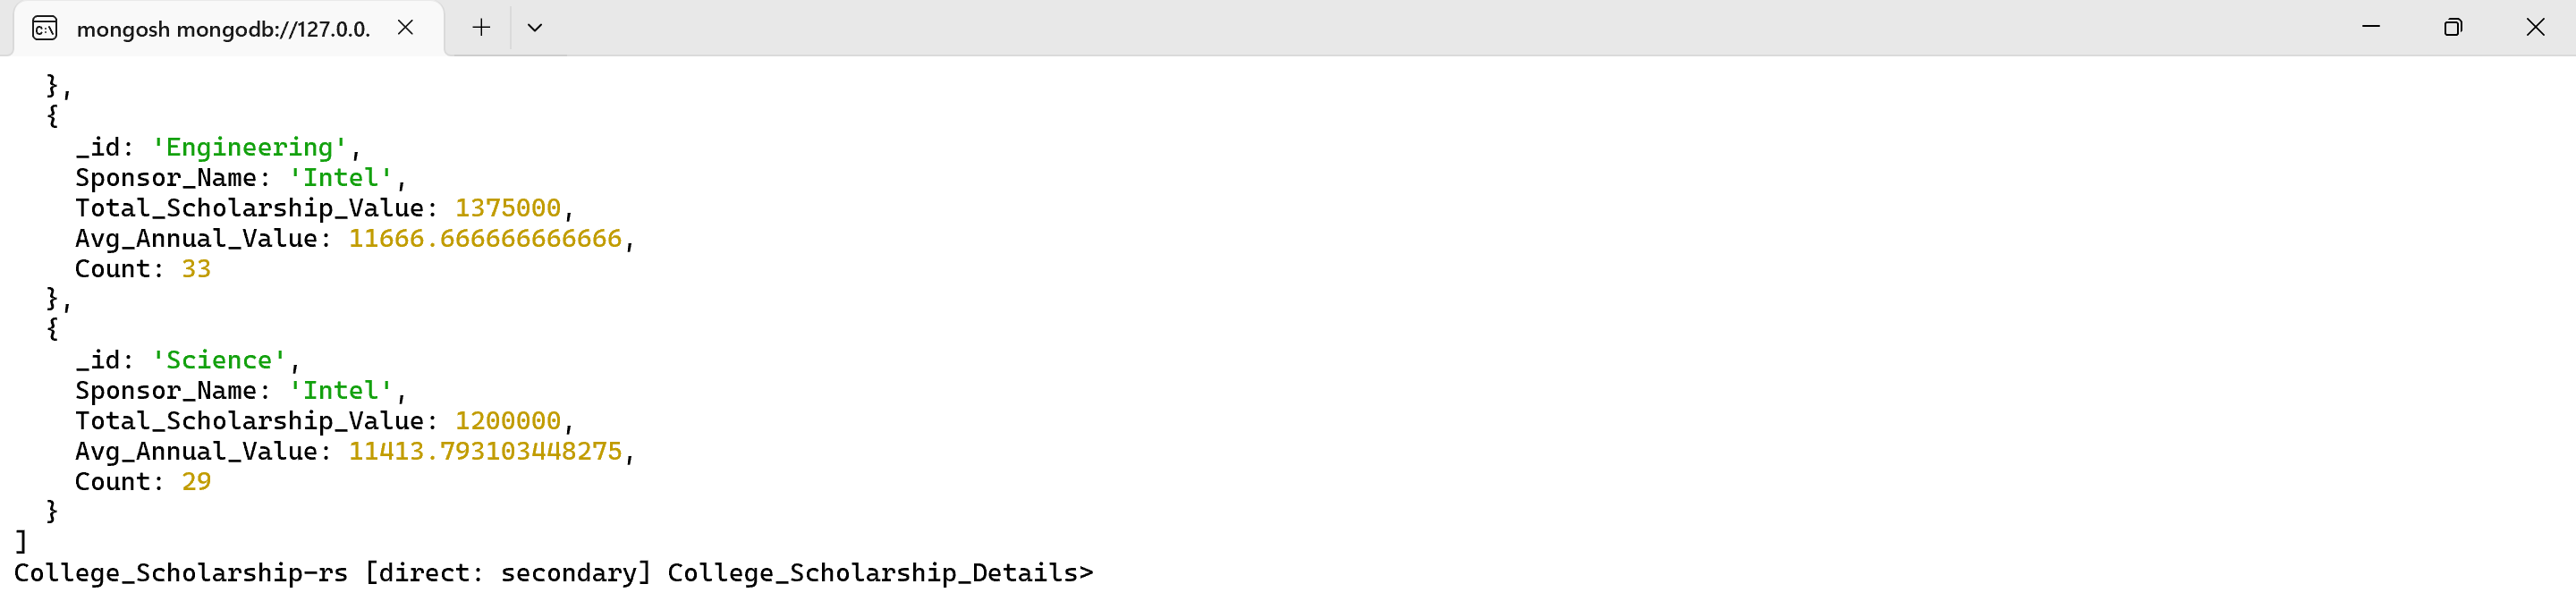 mongosh mongodb://127.0.0.
},
{
_id: 'Engineering',
Sponsor_Name: 'Intel',
Total_Scholarship_Value: 1375000,
Avg_Annual_Value: 11666.666666666666,
Count: 33
},
{
_id: 'Science',
Sponsor_Name: 'Intel',
Total_Scholarship_Value: 1200000,
Avg_Annual_Value: 11413.793103448275,
Count: 29
}
]
College_Scholarship-rs [direct: secondary] College_Scholarship_Details>